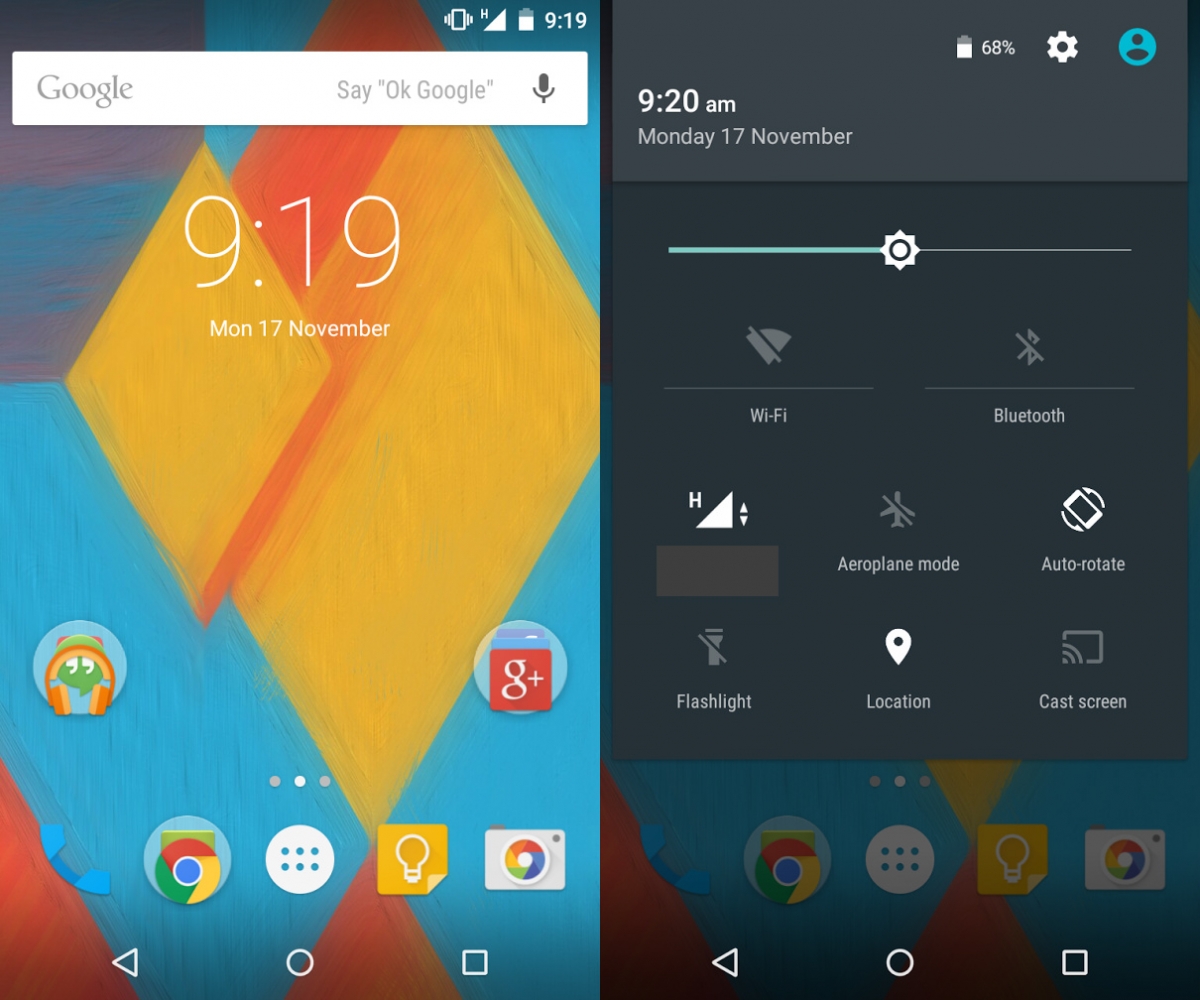 H 9:19
Google Say "Ok Google"
9:19
Mon 17 November
g+
68%
9:20 am
Monday 17 November
Wi-Fi Bluetooth
H
Aeroplane mode Auto-rotate
Flashlight Location Cast screen